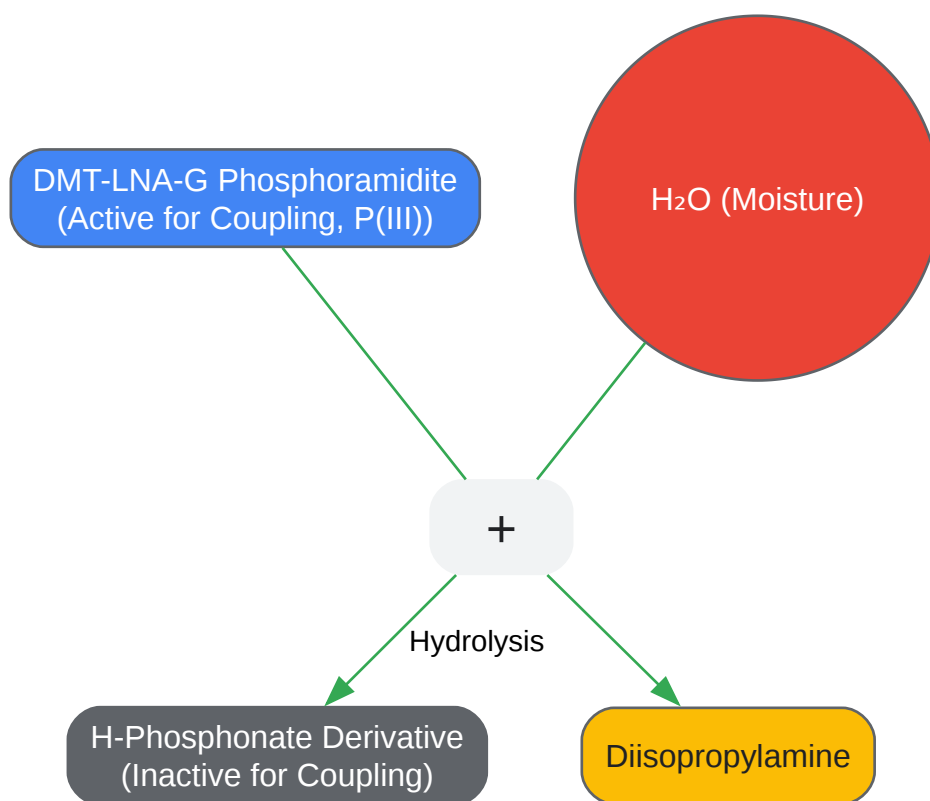 DMT-LNA-G Phosphoramidite
(Active for Coupling, P(III))
H₂O (Moisture)
+
Hydrolysis
H-Phosphonate Derivative
(Inactive for Coupling)
Diisopropylamine